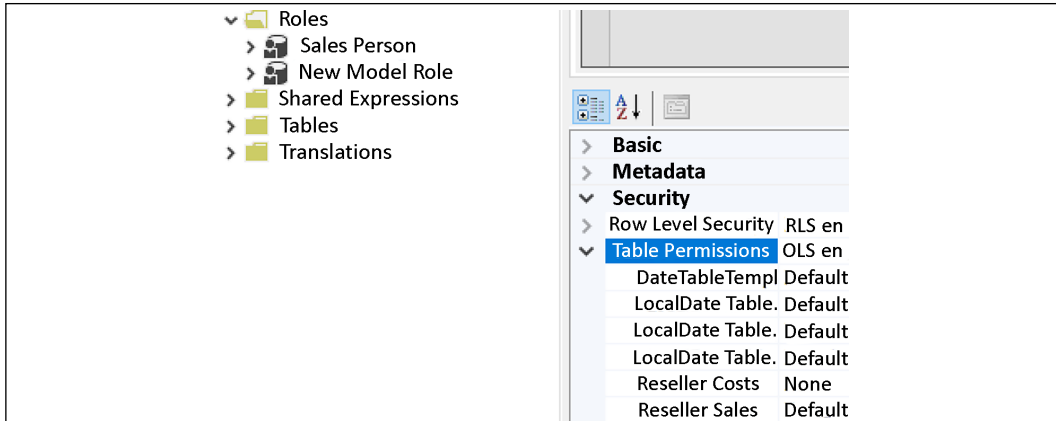 Roles
Sales Person
New Model Role
Shared Expressions
Tables
Translations
A
Z
Basic
Metadata
Security
Row Level Security RLS en
Table Permissions OLS en
DateTableTempl Default
LocalDate Table. Default
LocalDate Table. Default
LocalDate Table. Default
Reseller Costs None
Reseller Sales Default